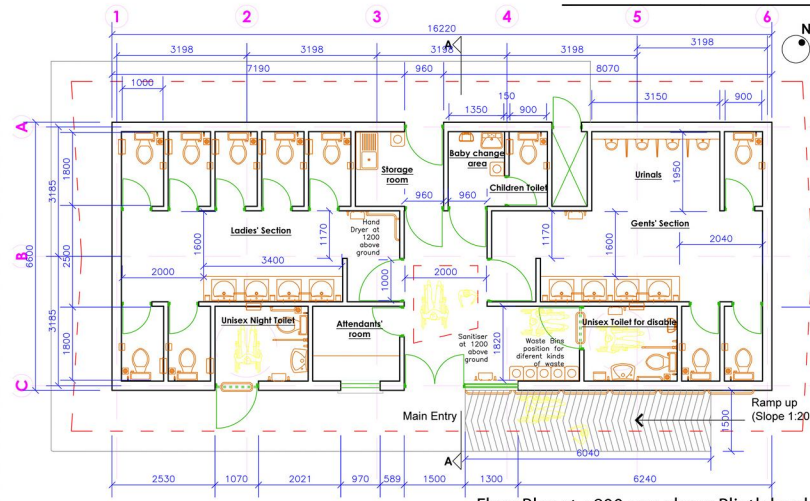 1 2 3 4 5 6
N
16220
3198 3198 3198 3198 3198
7190 960 8070
A
1000
150
1350 900
3150 900
A
Baby change
area
Storage
room
Children Toilet
Urinals
1800
1950
3185
960 960
Ladies' Section
Hand
Dryer at
1200
above
ground
Gents' Section
1600
1170
1170
1600
2040
B
6600
2500
2000
3400
1000
2000
Unisex Night Toilet
Attendants'
room
Sanitiser
at 1200
above
ground
1820
Waste Bins
position for
diferent kinds
of waste
Unisex Toilet for disable
3185
1800
C
Main Entry
Ramp up
(Slope 1:20
1500
A
6040
2530 1070 2021 970 589 1500 1300 6240